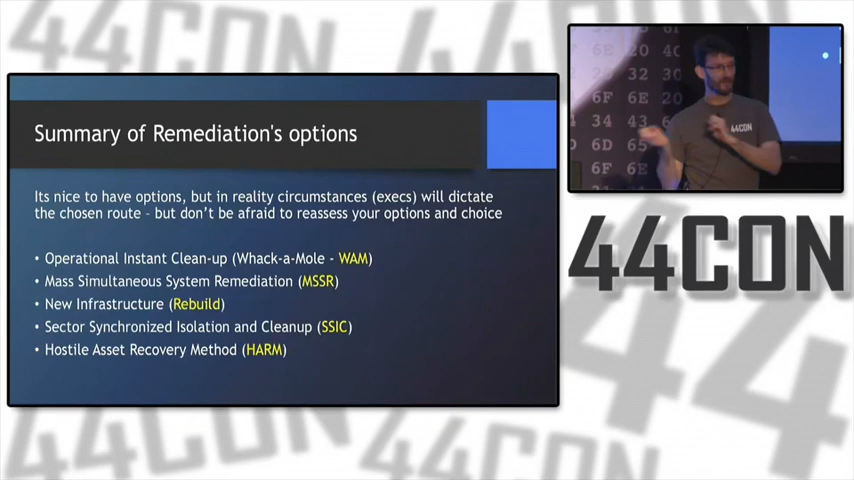 Summary of Remediation's options
Its nice to have options, but in reality circumstances (execs) will dictate
the chosen route – but don't be afraid to reassess your options and choice
• Operational Instant Clean-up (Whack-a-Mole - WAM)
• Mass Simultaneous System Remediation (MSSR)
• New Infrastructure (Rebuild)
• Sector Synchronized Isolation and Cleanup (SSIC)
• Hostile Asset Recovery Method (HARM)
44CON
44CON